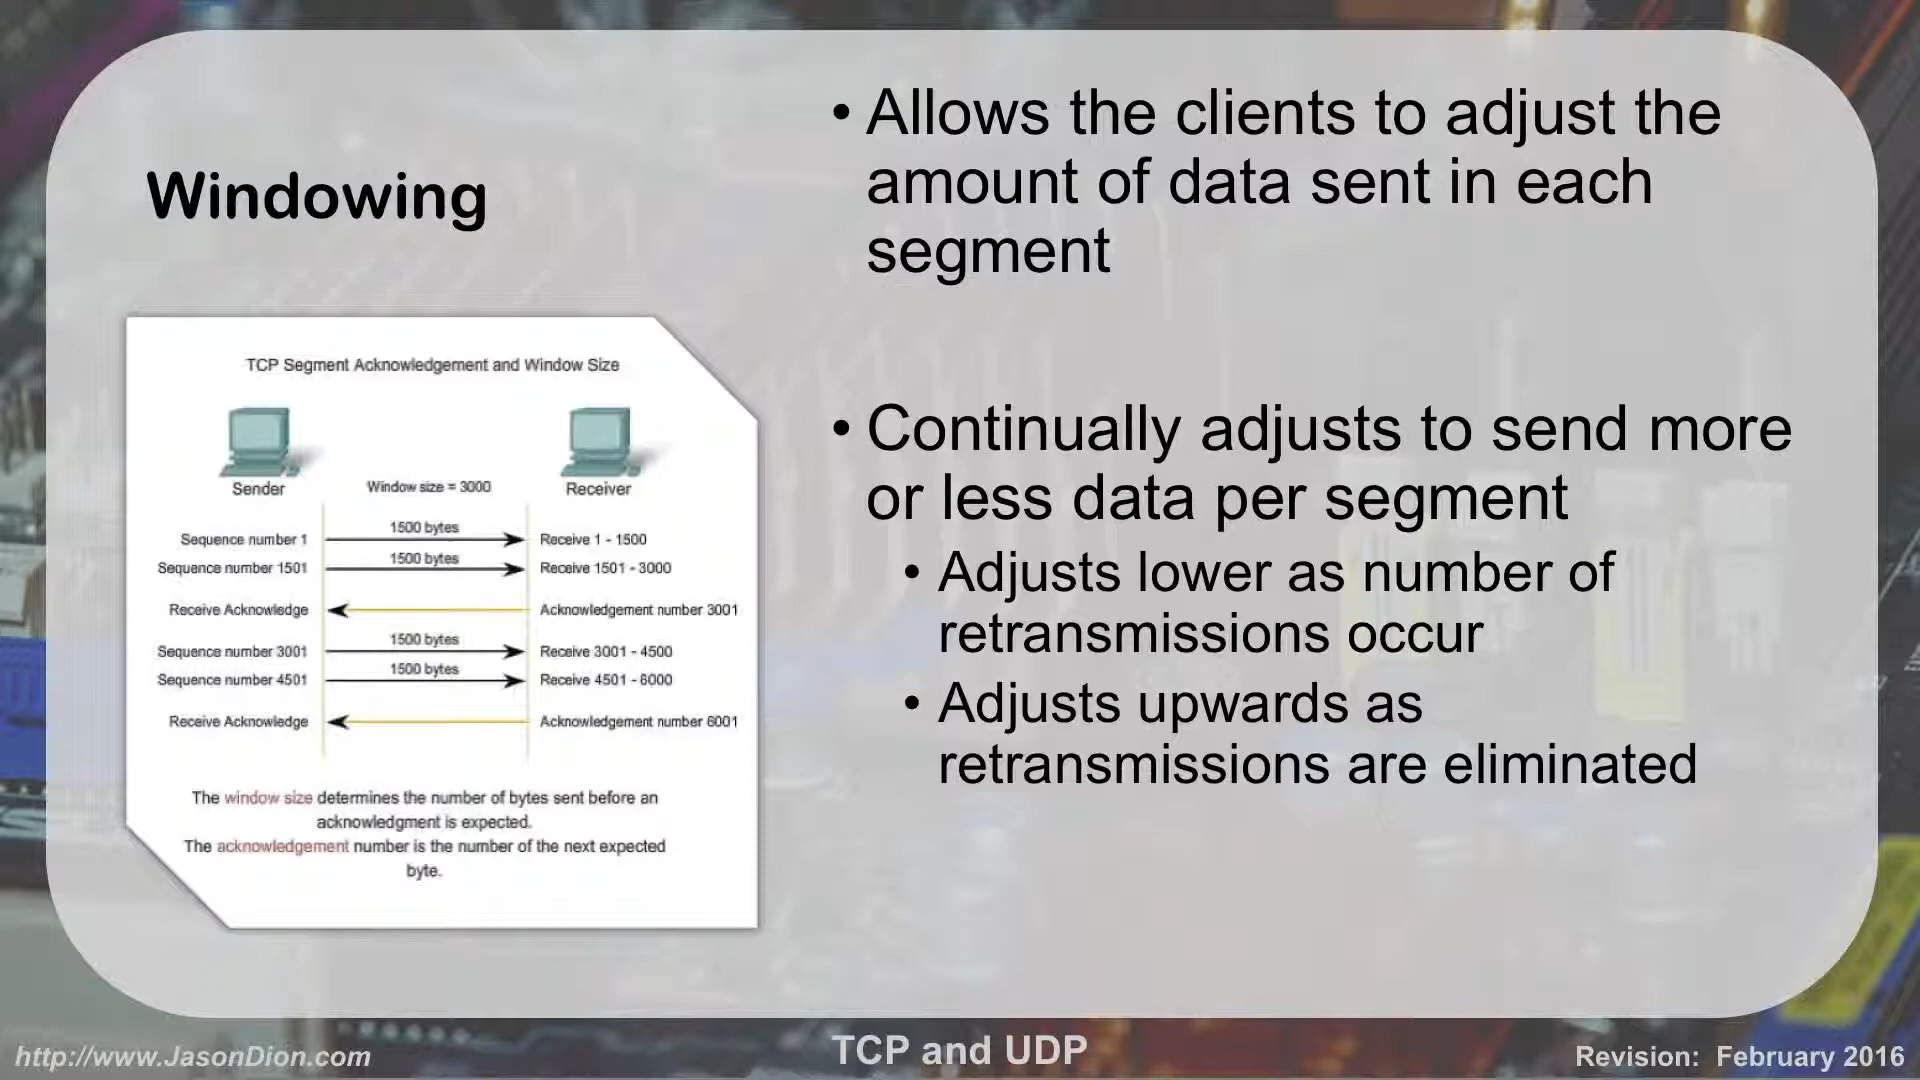 Windowing
• Allows the clients to adjust the
amount of data sent in each
segment
• Continually adjusts to send more
or less data per segment
• Adjusts lower as number of
retransmissions occur
• Adjusts upwards as
retransmissions are eliminated
TCP Segment Acknowledgement and Window Size
Sender
Window size = 3000
Receiver
1500 bytes
Sequence number 1
Receive 1 - 1500
1500 bytes
Sequence number 1501
Receive 1501 - 3000
Receive Acknowledge
Acknowledgement number 3001
1500 bytes
Sequence number 3001
Receive 3001 - 4500
1500 bytes
Sequence number 4501
Receive 4501 - 6000
Receive Acknowledge
Acknowledgement number 6001
The window size determines the number of bytes sent before an
acknowledgment is expected.
The acknowledgement number is the number of the next expected
byte.
http://www.JasonDion.com
TCP and UDP
Revision: February 2016